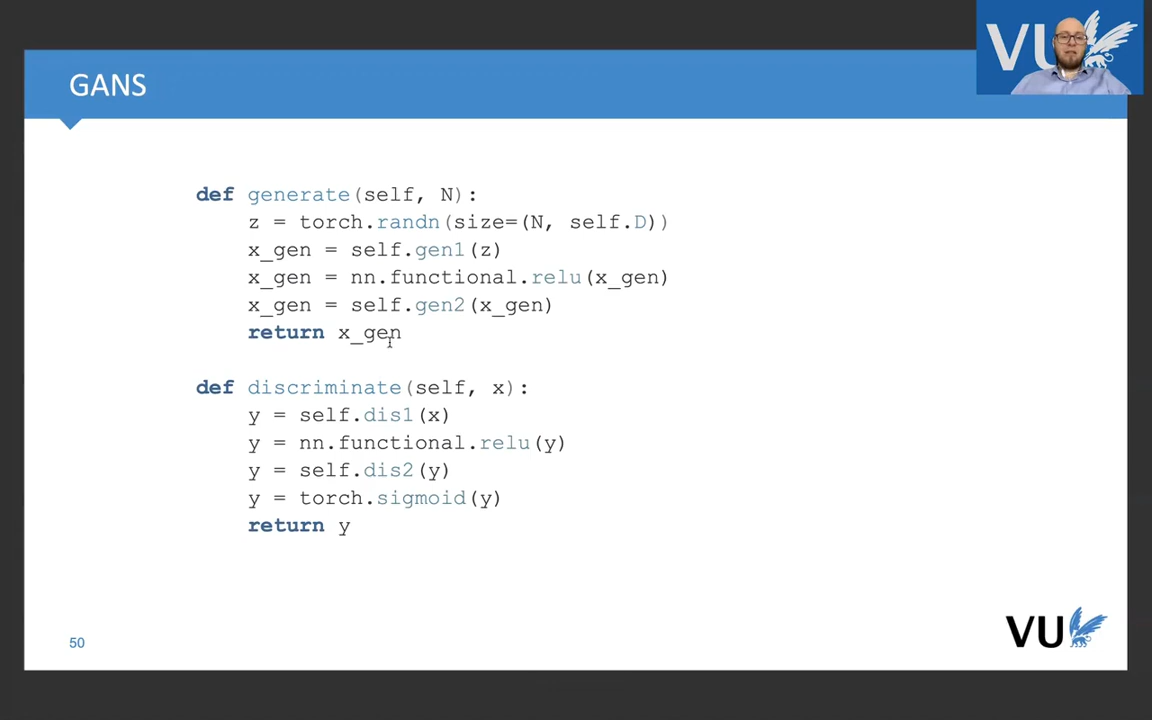 VU
GANS
def generate(self, N):
    z = torch.randn(size=(N, self.D))
    x_gen = self.gen1(z)
    x_gen = nn.functional.relu(x_gen)
    x_gen = self.gen2(x_gen)
    return x_gen
def discriminate(self, x):
    y = self.dis1(x)
    y = nn.functional.relu(y)
    y = self.dis2(y)
    y = torch.sigmoid(y)
    return y
50
VU